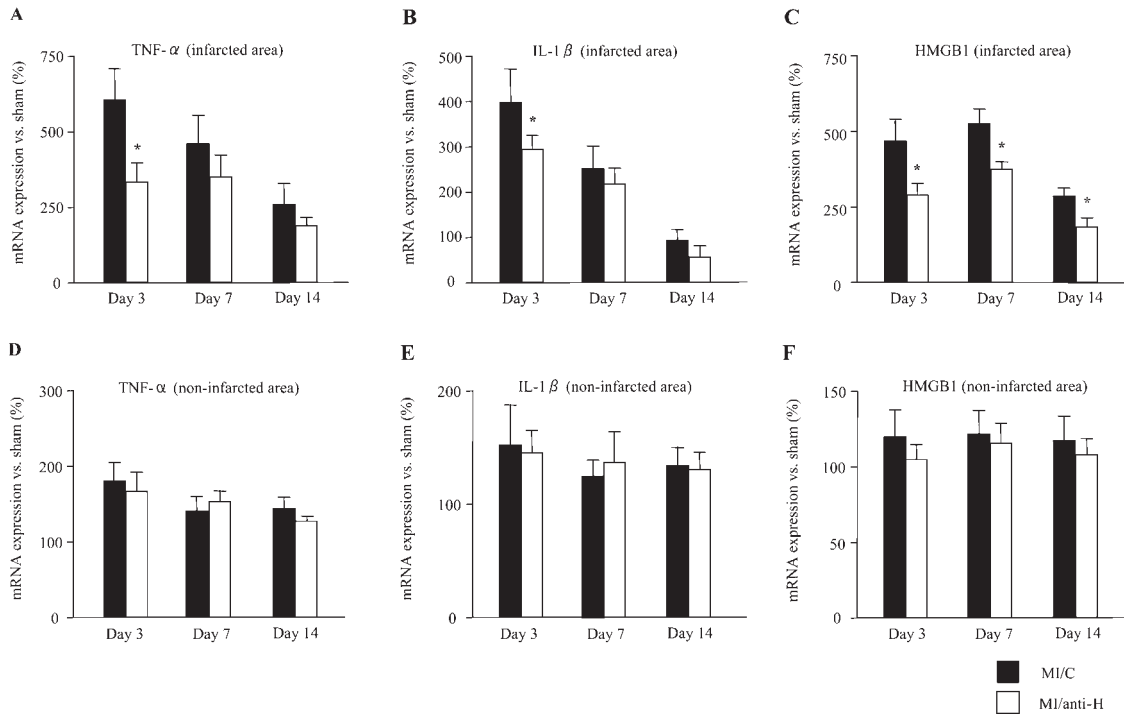 A
TNF-α (infarcted area)
mRNA expression vs. sham (%)
750
500
250
0
*
Day 3
Day 7
Day 14
B
IL-1β (infarcted area)
mRNA expression vs. sham (%)
500
400
300
200
100
0
*
Day 3
Day 7
Day 14
C
HMGB1 (infarcted area)
mRNA expression vs. sham (%)
750
500
250
0
*
*
*
Day 3
Day 7
Day 14
D
TNF-α (non-infarcted area)
mRNA expression vs. sham (%)
300
200
100
0
Day 3
Day 7
Day 14
E
IL-1β (non-infarcted area)
mRNA expression vs. sham (%)
200
100
0
Day 3
Day 7
Day 14
F
HMGB1 (non-infarcted area)
mRNA expression vs. sham (%)
150
100
50
0
Day 3
Day 7
Day 14
MI/C
MI/anti-H